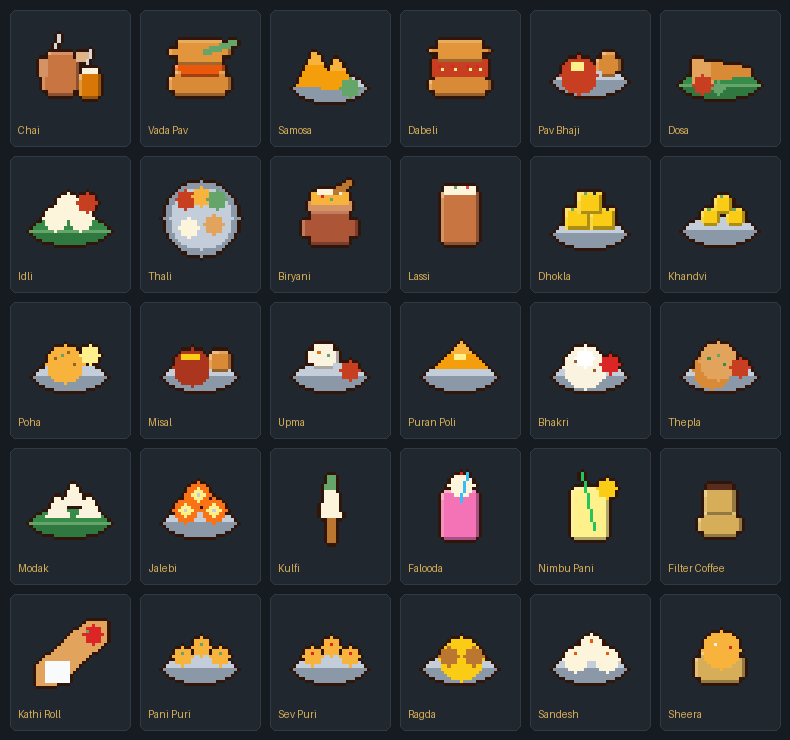 Chai
Vada Pav
Samosa
Dabeli
Pav Bhaji
Dosa
Idli
Thali
Biryani
Lassi
Dhokla
Khandvi
Poha
Misal
Upma
Puran Poli
Bhakri
Thepla
Modak
Jalebi
Kulfi
Falooda
Nimbu Pani
Filter Coffee
Kathi Roll
Pani Puri
Sev Puri
Ragda
Sandesh
Sheera